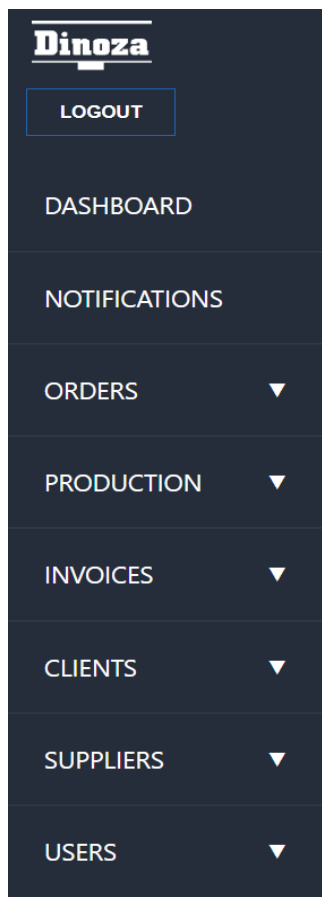 Dinoza
LOGOUT
DASHBOARD
NOTIFICATIONS
ORDERS
PRODUCTION
INVOICES
CLIENTS
SUPPLIERS
USERS